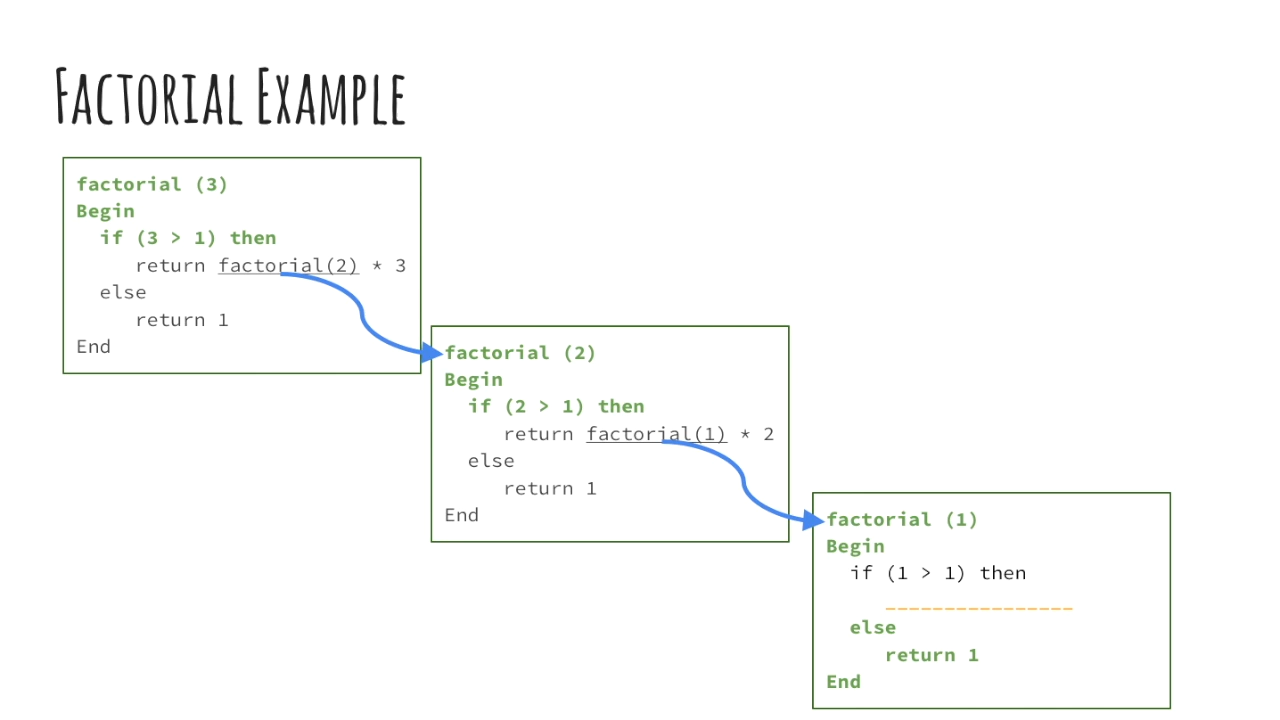 Factorial Example
factorial (3)
Begin
if (3 > 1) then
return factorial(2) * 3
else
return 1
End
factorial (2)
Begin
if (2 > 1) then
return factorial(1) * 2
else
return 1
End
factorial (1)
Begin
if (1 > 1) then
________________
else
return 1
End